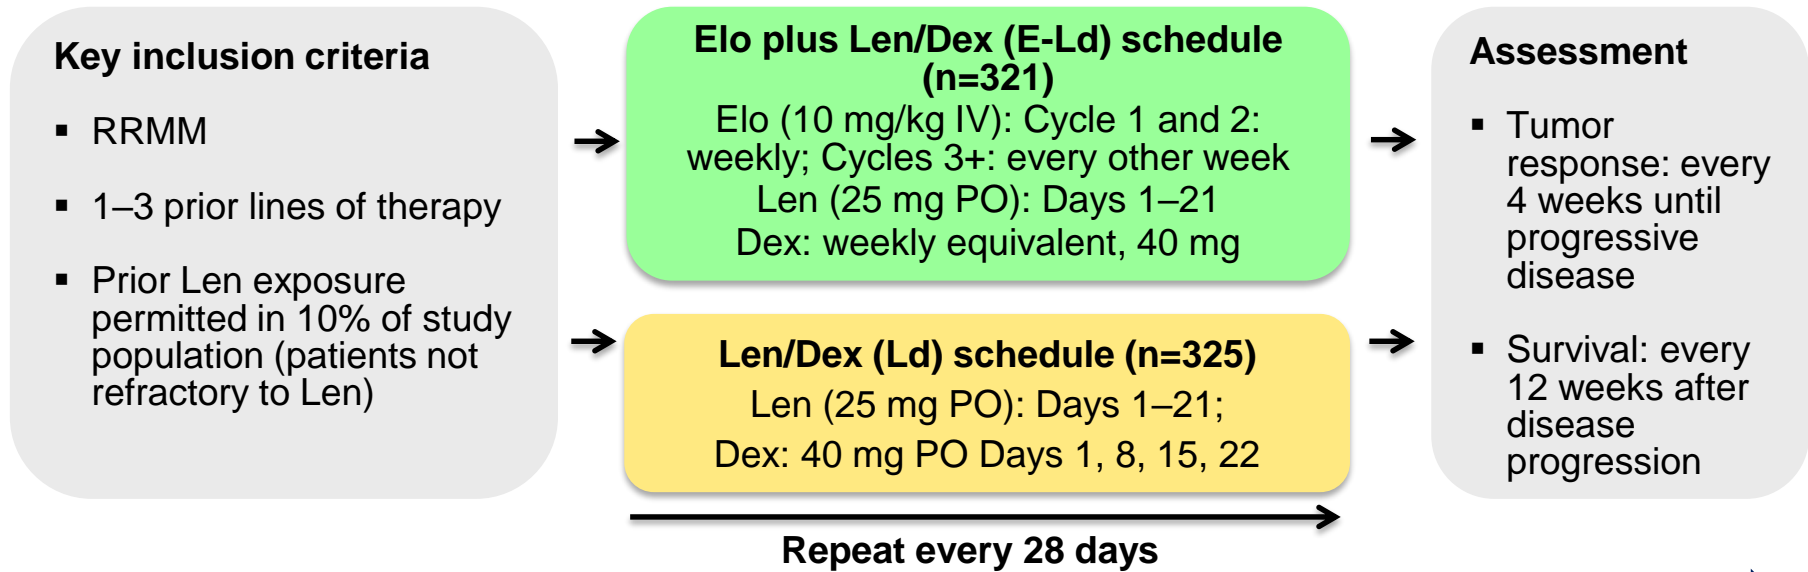 Key inclusion criteria
▪ RRMM
▪ 1–3 prior lines of therapy
▪ Prior Len exposure
permitted in 10% of study
population (patients not
refractory to Len)
Elo plus Len/Dex (E-Ld) schedule
(n=321)
Elo (10 mg/kg IV): Cycle 1 and 2:
weekly; Cycles 3+: every other week
Len (25 mg PO): Days 1–21
Dex: weekly equivalent, 40 mg
Len/Dex (Ld) schedule (n=325)
Len (25 mg PO): Days 1–21;
Dex: 40 mg PO Days 1, 8, 15, 22
Repeat every 28 days
Assessment
▪ Tumor
response: every
4 weeks until
progressive
disease
▪ Survival: every
12 weeks after
disease
progression